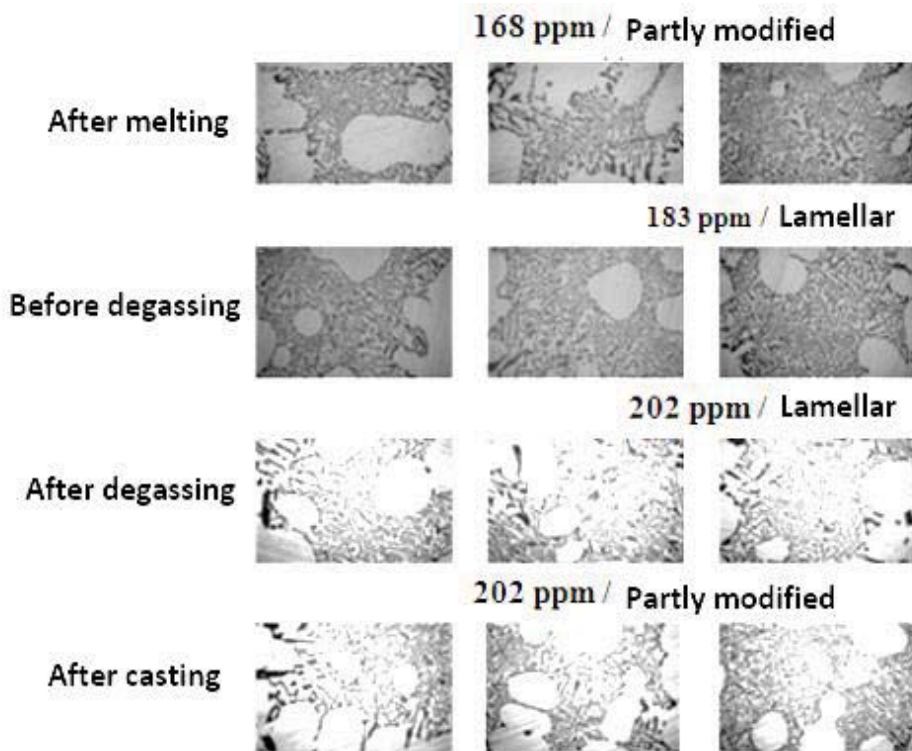 168 ppm / Partly modified
After melting
183 ppm / Lamellar
Before degassing
202 ppm / Lamellar
After degassing
202 ppm / Partly modified
After casting